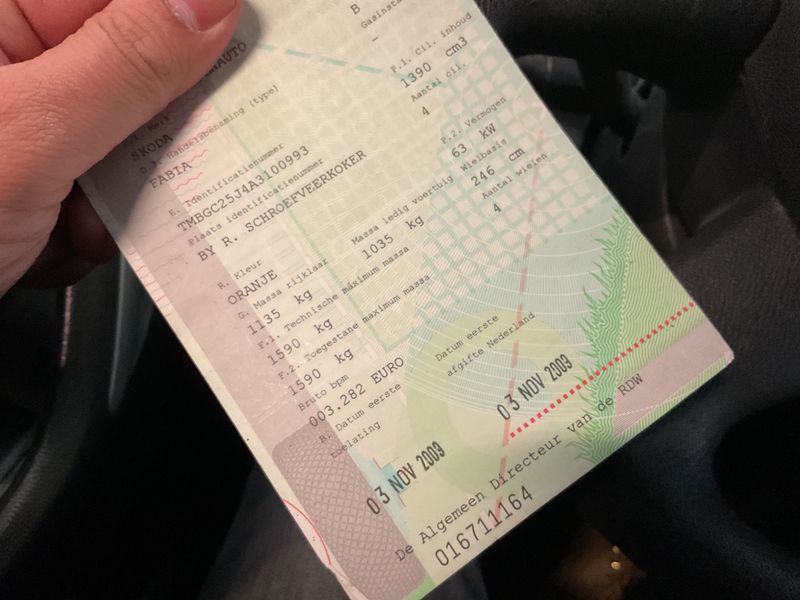 B
Gasinsta
-
F.1. Cil. inhoud
1390 cm3
Aantal cil.
4
SKODA
D.3. Handelsbenaming (type)
FABIA
E. Identificatienummer
TMBGC25J4A3100993
Plaats identificatienummer
BY R. SCHROEFVEERKOKER
P.2. Vermogen
63 kW
Wielbasis
246 cm
Aantal wielen
4
R. Kleur
ORANJE
Massa ledig voertuig
1035 kg
G. Massa rijklaar
1135 kg
F.1. Technische maximum massa
1590 kg
F.2. Toegestane maximum massa
1590 kg
Bruto bpm
003.282 EURO
B. Datum eerste
toelating
03 NOV 2009
Datum eerste
afgifte Nederland
03 NOV 2009
De Algemeen Directeur van de RDW
016711164